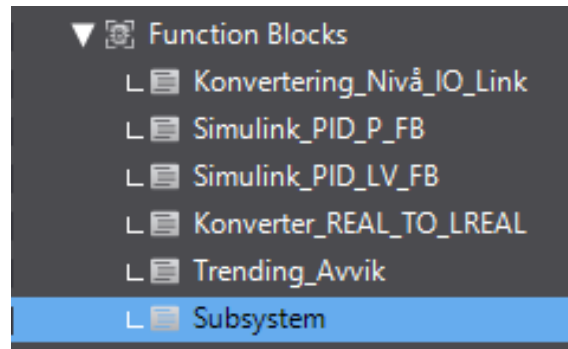 Function Blocks
Konvertering_Nivå_IO_Link
Simulink_PID_P_FB
Simulink_PID_LV_FB
Konverter_REAL_TO_LREAL
Trending_Avvik
Subsystem